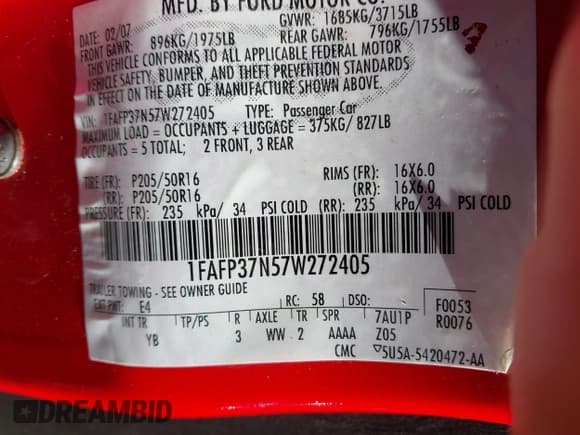 MFD. BY FORD MOTOR CO.
DATE: 02/07 GVWR: 1685KG/3715LB
FRONT GAWR: 896KG/1975LB REAR GAWR: 796KG/1755LB
THIS VEHICLE CONFORMS TO ALL APPLICABLE FEDERAL MOTOR
VEHICLE SAFETY, BUMPER, AND THEFT PREVENTION STANDARDS
IN EFFECT ON THE DATE OF MANUFACTURE SHOWN ABOVE.
VIN: 1FAFP37N57W272405 TYPE: Passenger Car
MAXIMUM LOAD = OCCUPANTS + LUGGAGE = 375KG/ 827LB
OCCUPANTS = 5 TOTAL; 2 FRONT, 3 REAR
TIRE (FR): P205/50R16 RIMS (FR): 16X6.0
(RR): P205/50R16 (RR): 16X6.0
PRESSURE (FR): 235 kPa/ 34 PSI COLD (RR): 235 kPa/ 34 PSI COLD
1FAFP37N57W272405
TRAILER TOWING - SEE OWNER GUIDE
EXT PNT: E4 RC: 58 DSO: F0053
INT TR TP/PS R AXLE TR SPR 7AU1P R0076
YB 3 WW 2 AAAA Z05
CMC 5U5A-5420472-AA
DREAMBID